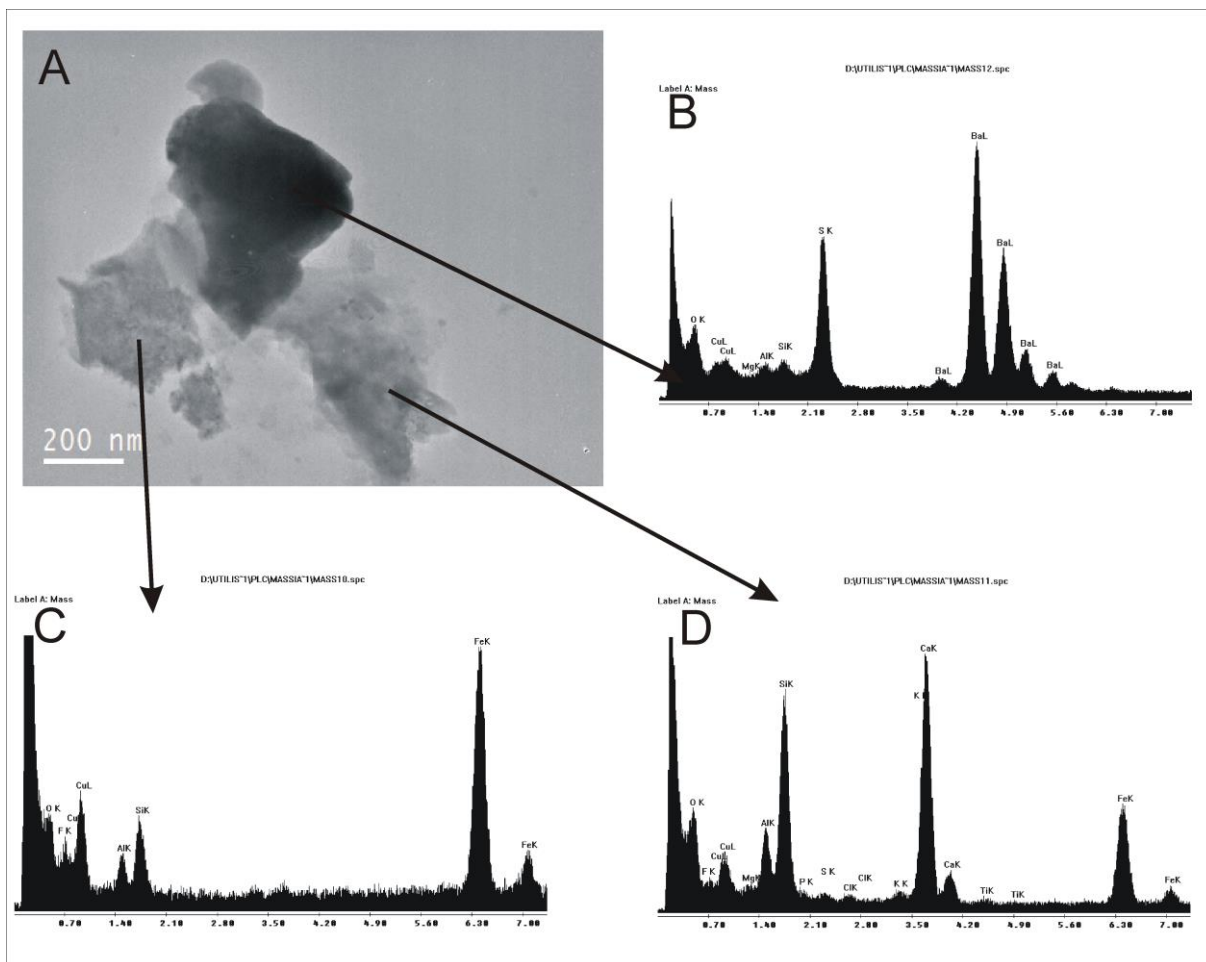 A
200 nm
D:\UTILIS~1\PLC\MASSIA~1\MASS12.spc
Label A: Mass
B
BaL
S K
BaL
O K
CuL
CuL
MgK
AlK
SiK
BaL
BaL
BaL
0.70 1.40 2.10 2.80 3.50 4.20 4.90 5.60 6.30 7.00
D:\UTILIS~1\PLC\MASSIA~1\MASS10.spc
Label A: Mass
C
FeK
CuL
O K
Cu
F K
SiK
AlK
FeK
0.70 1.40 2.10 2.80 3.50 4.20 4.90 5.60 6.30 7.00
D:\UTILIS~1\PLC\MASSIA~1\MASS11.spc
Label A: Mass
D
CaK
SiK
K
O K
AlK
FeK
CuL
CuL
F K
MgK
P K
S K
ClK
ClK
K K
CaK
TiK
TiK
FeK
0.70 1.40 2.10 2.80 3.50 4.20 4.90 5.60 6.30 7.00